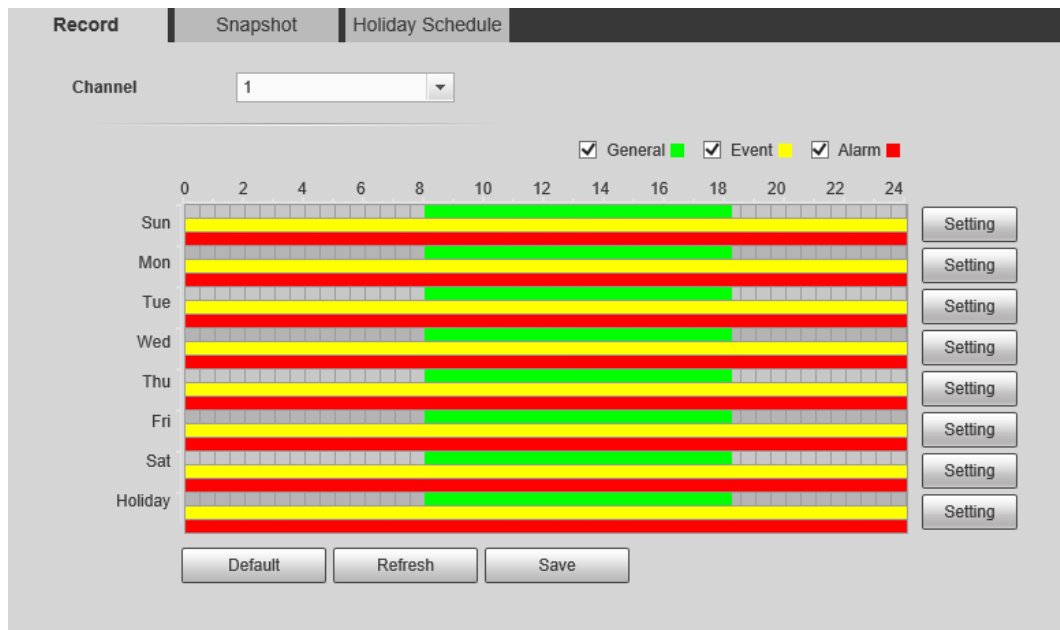 Record Snapshot Holiday Schedule
Channel 1
General Event Alarm
0 2 4 6 8 10 12 14 16 18 20 22 24
Sun Setting
Mon Setting
Tue Setting
Wed Setting
Thu Setting
Fri Setting
Sat Setting
Holiday Setting
Default Refresh Save